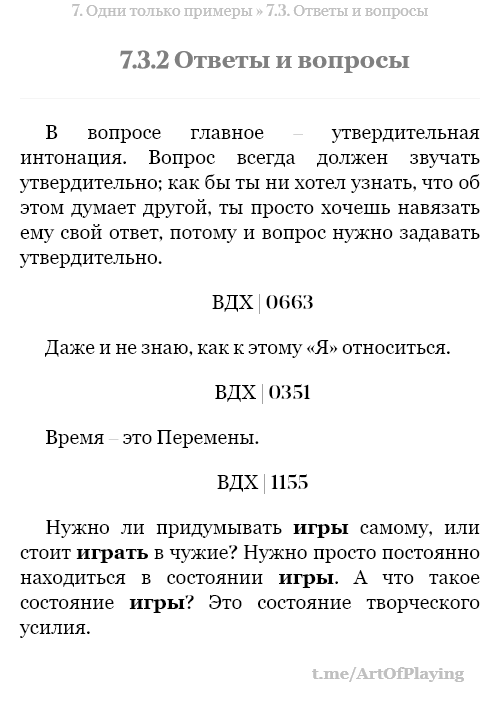 7. Одни только примеры » 7.3. Ответы и вопросы
7.3.2 Ответы и вопросы
В вопросе главное – утвердительная
интонация. Вопрос всегда должен звучать
утвердительно; как бы ты ни хотел узнать, что об
этом думает другой, ты просто хочешь навязать
ему свой ответ, потому и вопрос нужно задавать
утвердительно.
ВДХ | 0663
Даже и не знаю, как к этому «Я» относиться.
ВДХ | 0351
Время – это Перемены.
ВДХ | 1155
Нужно ли придумывать игры самому, или
стоит играть в чужие? Нужно просто постоянно
находиться в состоянии игры. А что такое
состояние игры? Это состояние творческого
усилия.
t.me/ArtOfPlaying